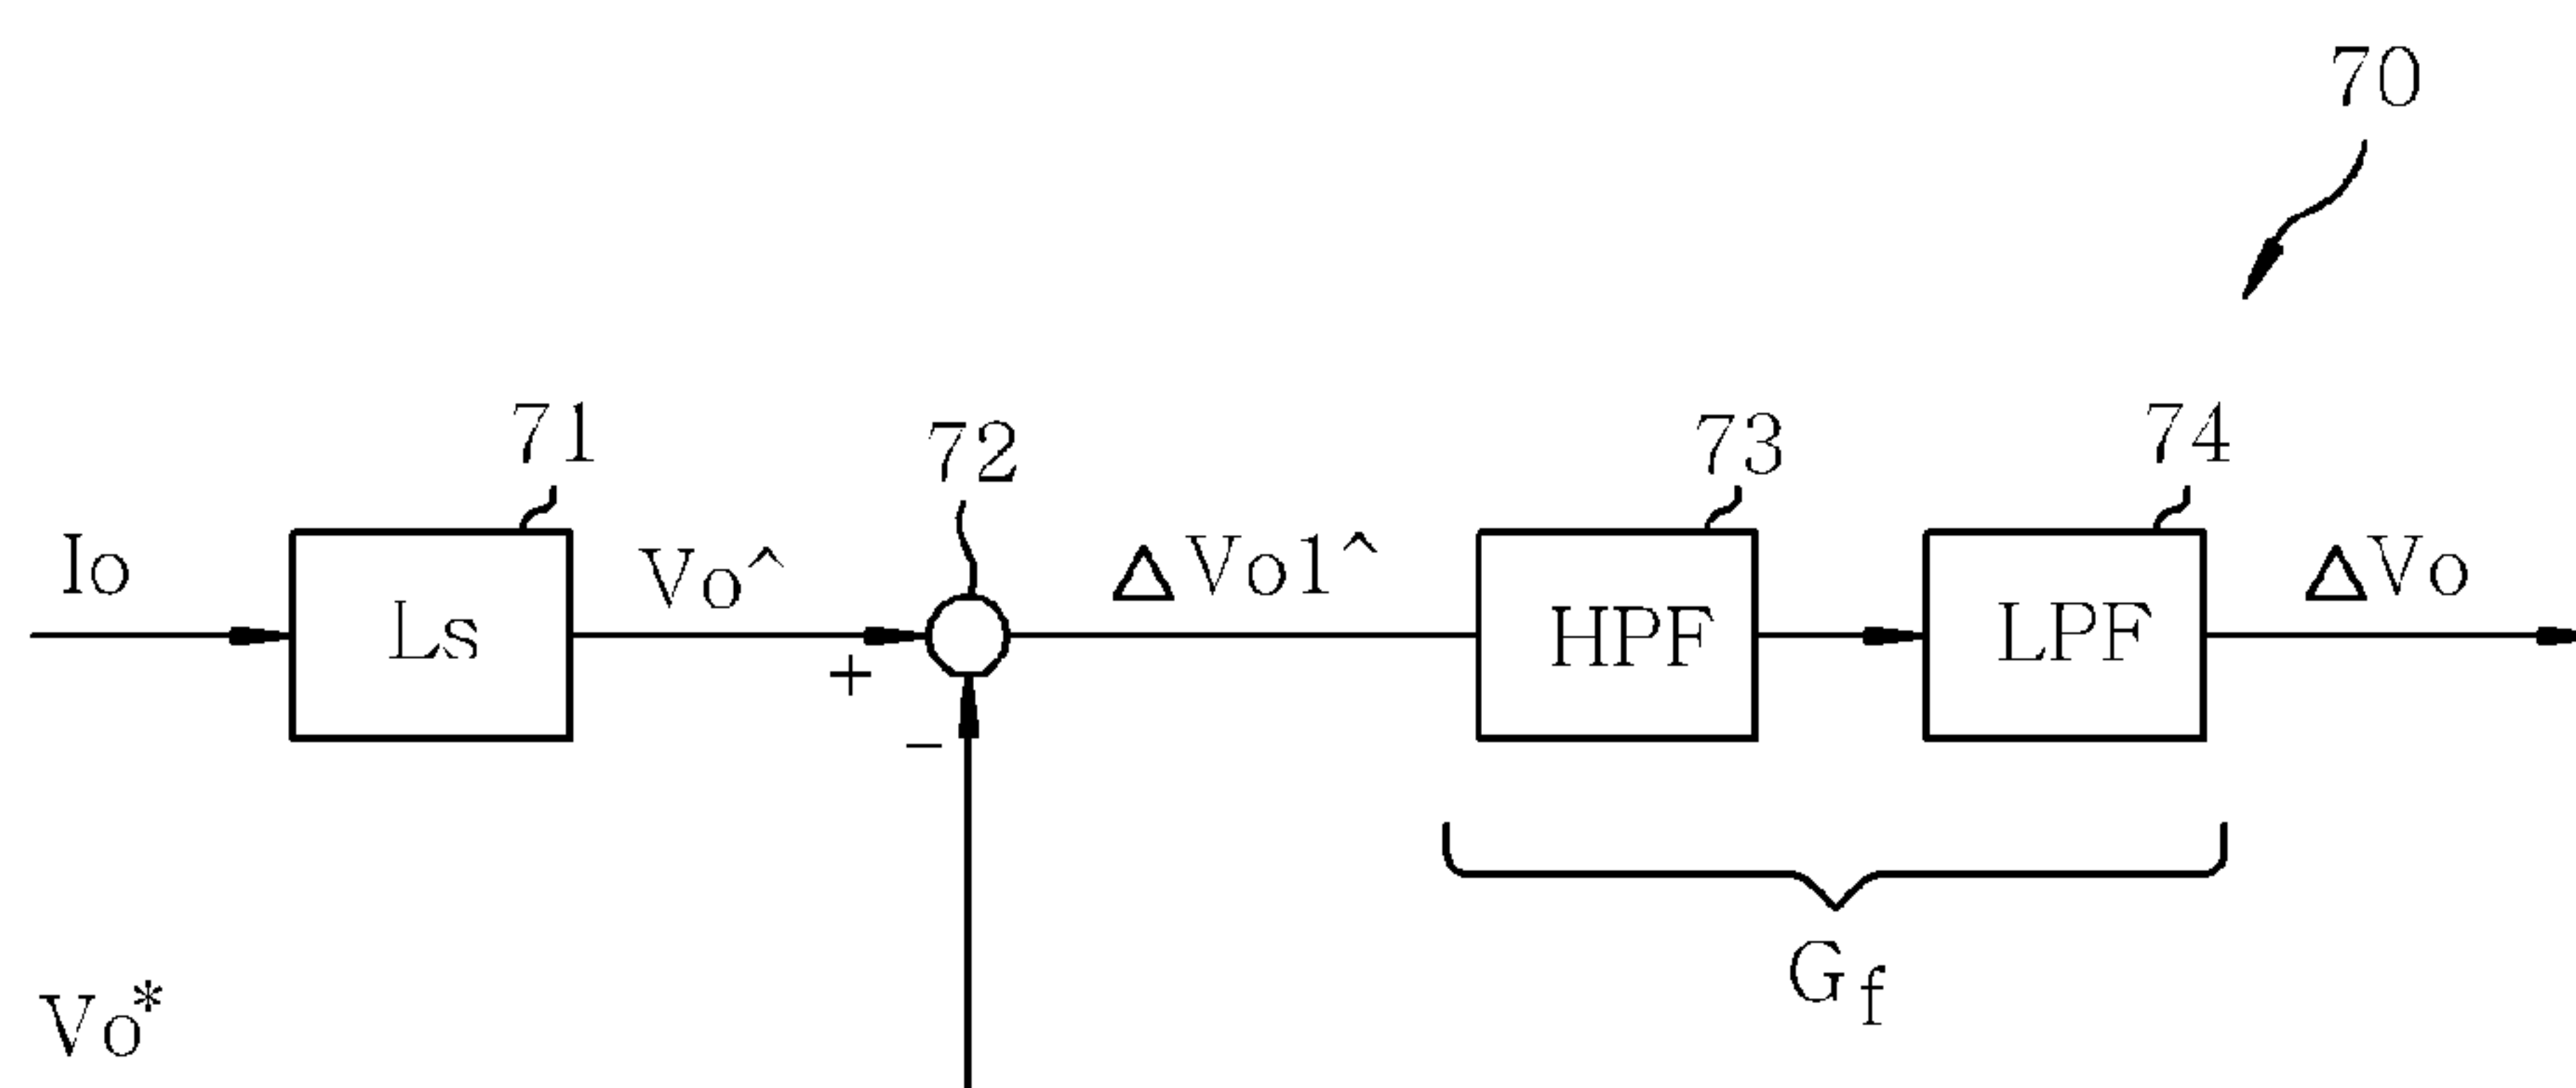 70
71
72
73
74
Io
Ls
Vo^
ΔVo1^
HPF
LPF
ΔVo
+
-
Gf
Vo*